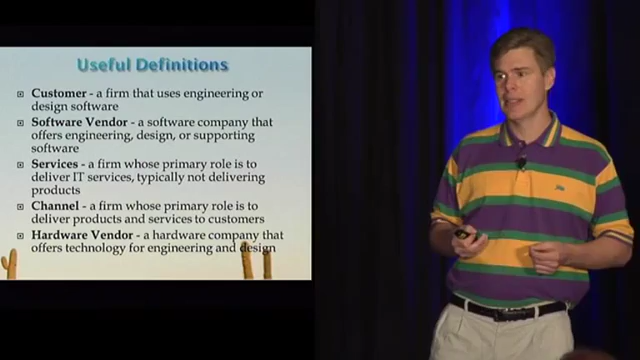 Useful Definitions
Customer - a firm that uses engineering or
design software
Software Vendor - a software company that
offers engineering, design, or supporting
software
Services - a firm whose primary role is to
deliver IT services, typically not delivering
products
Channel - a firm whose primary role is to
deliver products and services to customers
Hardware Vendor - a hardware company that
offers technology for engineering and design